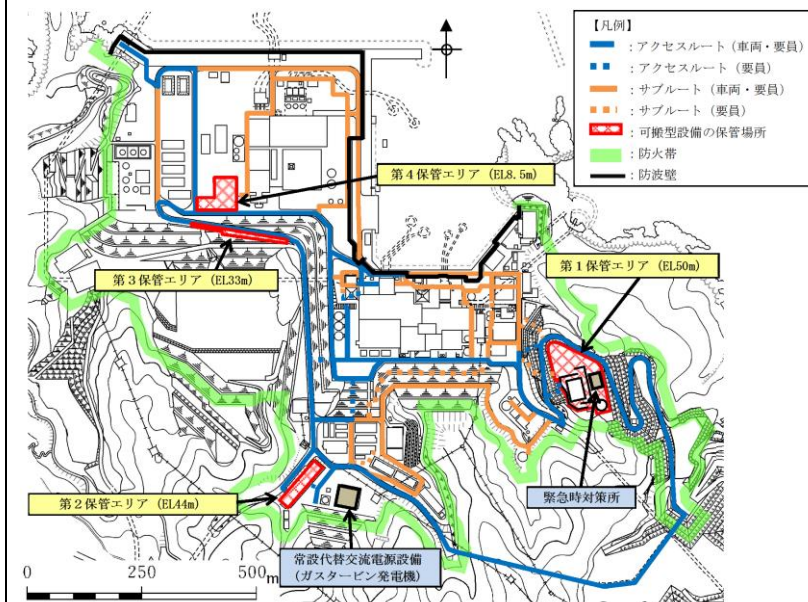 【凡例】
：アクセスルート（車両・要員）
：アクセスルート（要員）
：サブルート（車両・要員）
：サブルート（要員）
：可搬型設備の保管場所
：防火帯
：防波壁
第４保管エリア（EL8.5m）
第３保管エリア（EL33m）
第１保管エリア（EL50m）
第２保管エリア（EL44m）
緊急時対策所
常設代替交流電源設備
（ガスタービン発電機）
0 250 500m